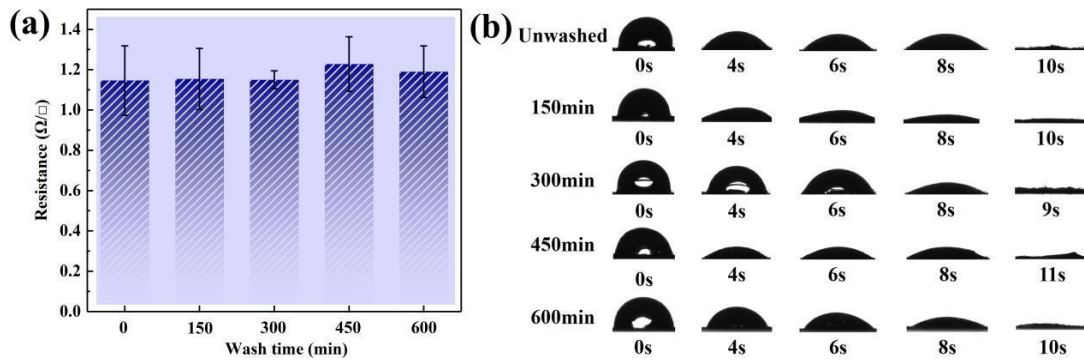 (a)
Resistance (Ω/□)
1.4
1.2
1.0
0.8
0.6
0.4
0.2
0.0
0 150 300 450 600
Wash time (min)
(b)
Unwashed
0s 4s 6s 8s 10s
150min
0s 4s 6s 8s 10s
300min
0s 4s 6s 8s 9s
450min
0s 4s 6s 8s 11s
600min
0s 4s 6s 8s 10s